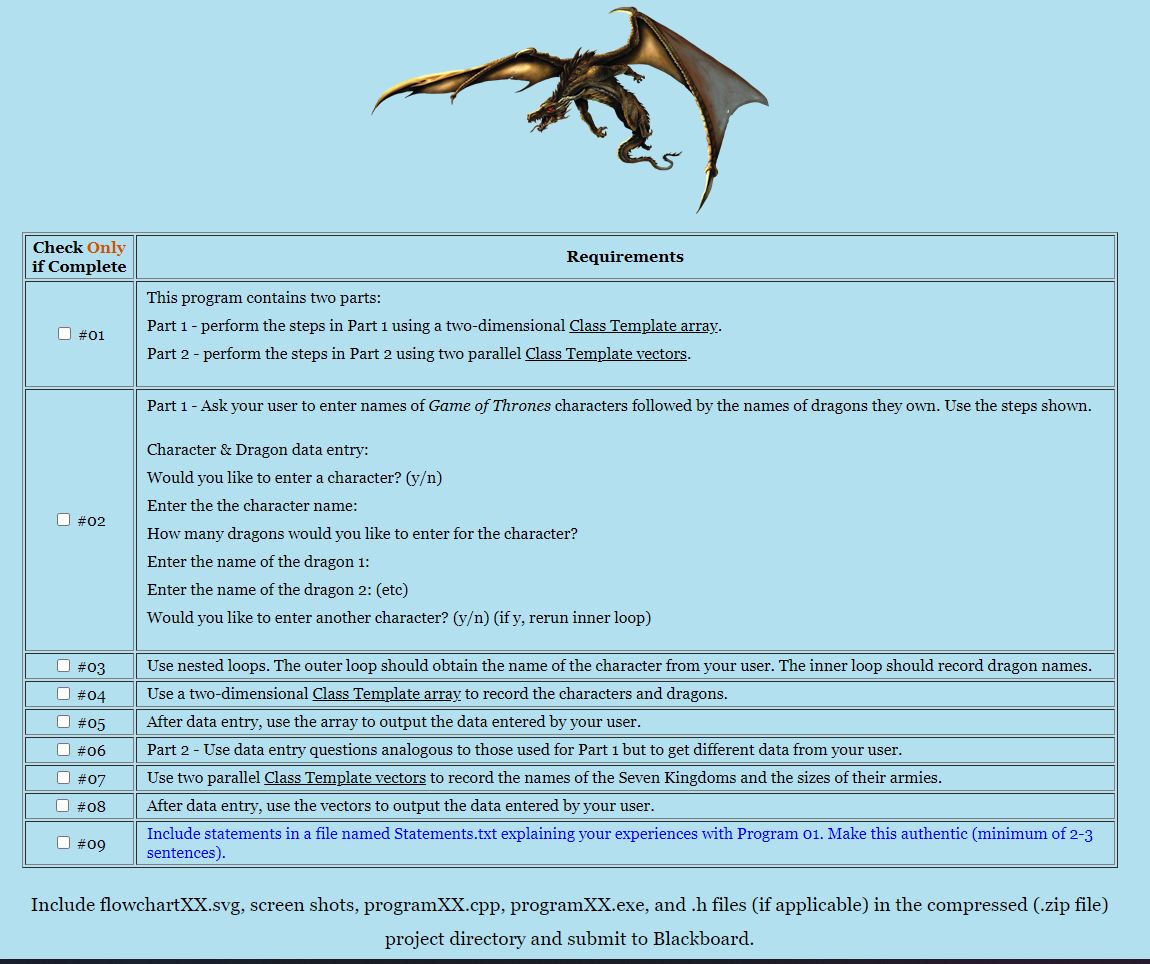 Check Only
if Complete
Requirements
#01
This program contains two parts:
Part 1 - perform the steps in Part 1 using a two-dimensional Class Template array.
Part 2 - perform the steps in Part 2 using two parallel Class Template vectors.
#02
Part 1 - Ask your user to enter names of Game of Thrones characters followed by the names of dragons they own. Use the steps shown.
Character & Dragon data entry:
Would you like to enter a character? (y/n)
Enter the the character name:
How many dragons would you like to enter for the character?
Enter the name of the dragon 1:
Enter the name of the dragon 2: (etc)
Would you like to enter another character? (y/n) (if y, rerun inner loop)
#03
Use nested loops. The outer loop should obtain the name of the character from your user. The inner loop should record dragon names.
#04
Use a two-dimensional Class Template array to record the characters and dragons.
#05
After data entry, use the array to output the data entered by your user.
#06
Part 2 - Use data entry questions analogous to those used for Part 1 but to get different data from your user.
#07
Use two parallel Class Template vectors to record the names of the Seven Kingdoms and the sizes of their armies.
#08
After data entry, use the vectors to output the data entered by your user.
#09
Include statements in a file named Statements.txt explaining your experiences with Program 01. Make this authentic (minimum of 2-3
sentences).
Include flowchartXX.svg, screen shots, programXX.cpp, programXX.exe, and .h files (if applicable) in the compressed (.zip file)
project directory and submit to Blackboard.